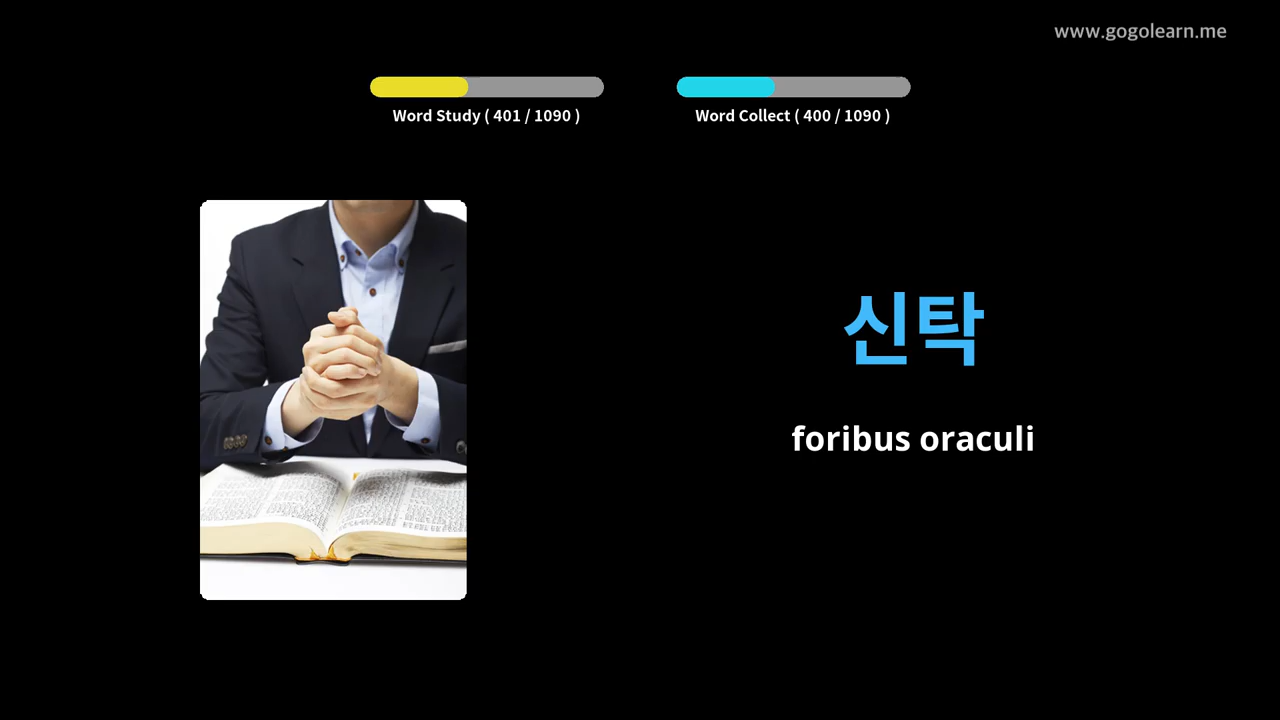 www.gogolearn.me
Word Study ( 401 / 1090 )
Word Collect ( 400 / 1090 )
신탁
foribus oraculi